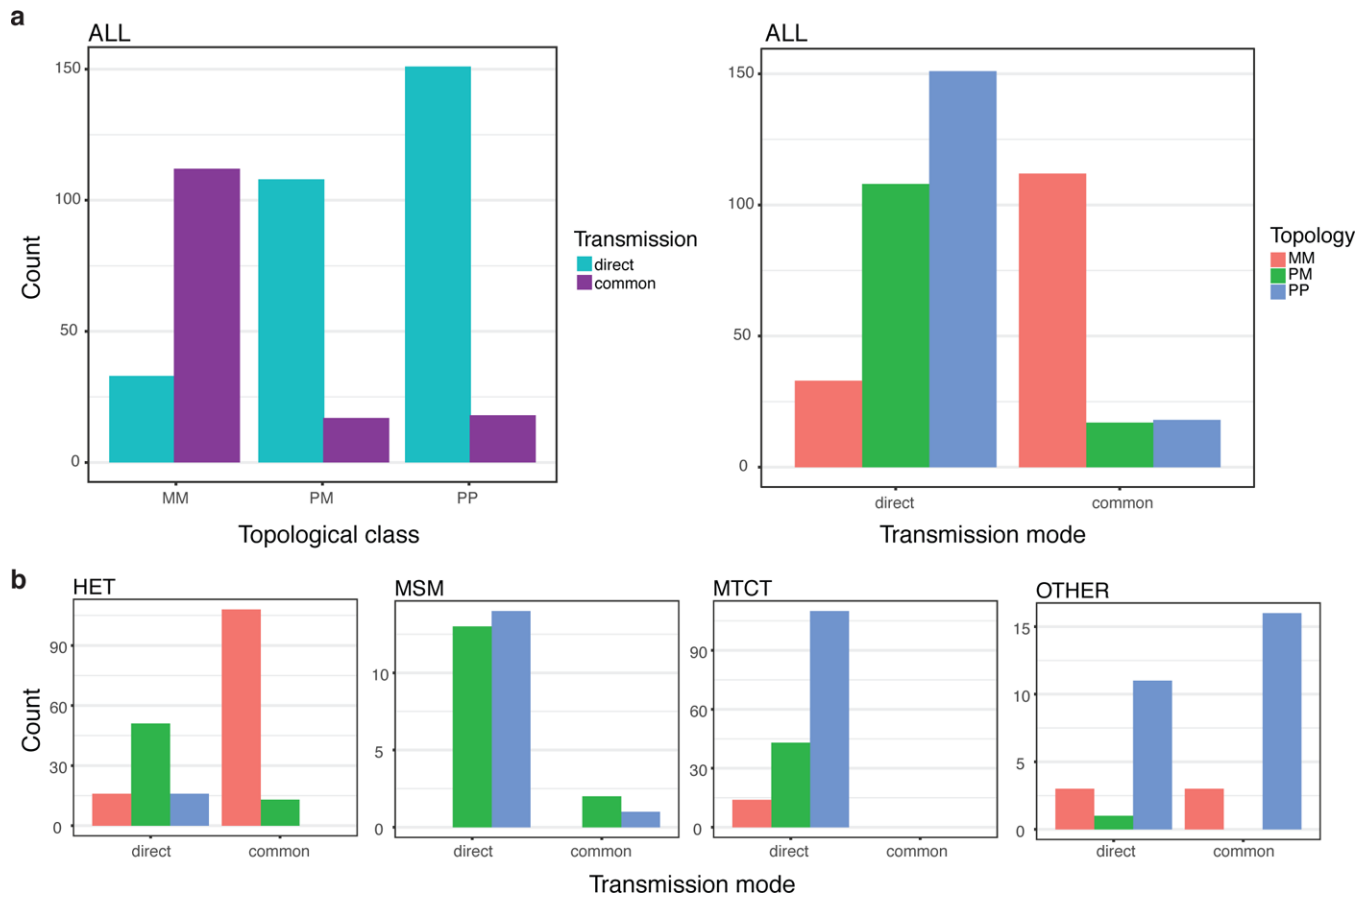 a
ALL
150
100
50
0
Count
MM PM PP
Topological class
Transmission
direct
common
ALL
150
100
50
0
direct common
Transmission mode
Topology
MM
PM
PP
b
HET
90
60
30
0
Count
direct common
MSM
10
5
0
direct common
MTCT
90
60
30
0
direct common
OTHER
15
10
5
0
direct common
Transmission mode